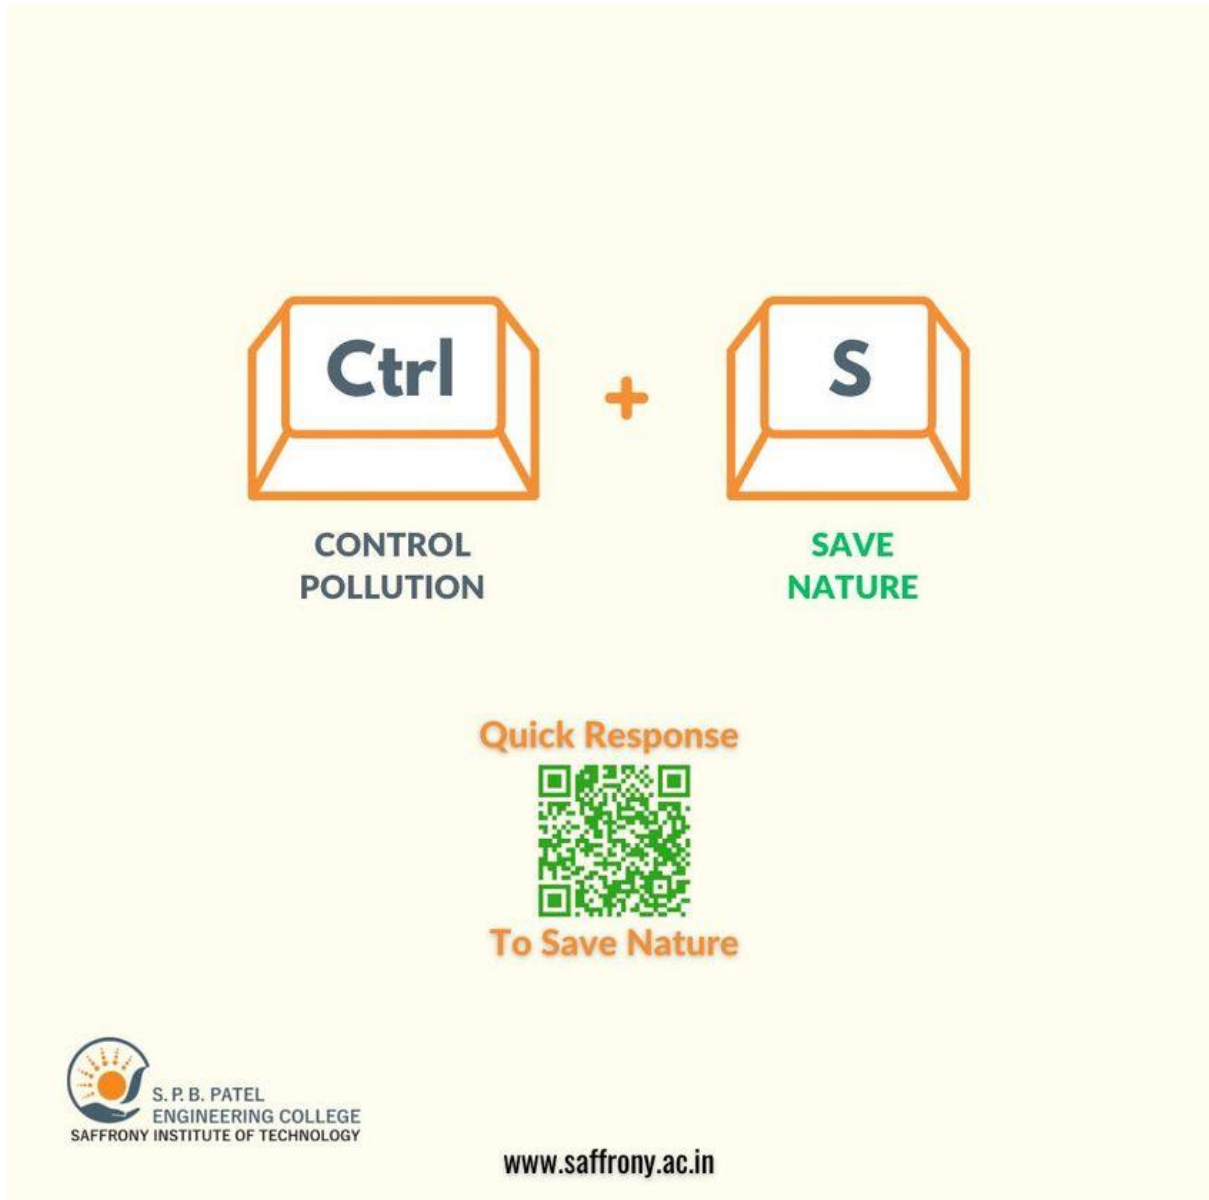 Ctrl + S
CONTROL
POLLUTION
SAVE
NATURE
Quick Response
To Save Nature
S. P. B. PATEL
ENGINEERING COLLEGE
SAFFRONY INSTITUTE OF TECHNOLOGY
www.saffrony.ac.in